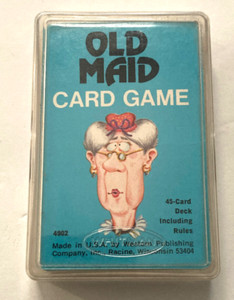 OLD
MAID
CARD GAME
45-Card
Deck
Including
Rules
4902
Made in U.S.A. by Western Publishing
Company, Inc., Racine, Wisconsin 53404